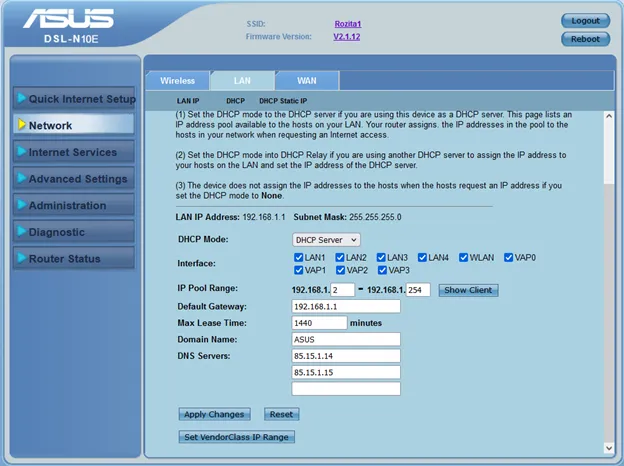 ASUS
DSL-N10E
SSID: Rozita1
Firmware Version: V2.1.12
Logout
Reboot
Quick Internet Setup
Network
Internet Services
Advanced Settings
Administration
Diagnostic
Router Status
Wireless LAN WAN
LAN IP DHCP DHCP Static IP
(1) Set the DHCP mode to the DHCP server if you are using this device as a DHCP server. This page lists an
IP address pool available to the hosts on your LAN. Your router assigns. the IP addresses in the pool to the
hosts in your network when requesting an Internet access.
(2) Set the DHCP mode into DHCP Relay if you are using another DHCP server to assign the IP address to
your hosts on the LAN and set the IP address of the DHCP server.
(3) The device does not assign the IP addresses to the hosts when the hosts request an IP address if you
set the DHCP mode to None.
LAN IP Address: 192.168.1.1 Subnet Mask: 255.255.255.0
DHCP Mode: DHCP Server
Interface: LAN1 LAN2 LAN3 LAN4 WLAN VAP0
VAP1 VAP2 VAP3
IP Pool Range: 192.168.1. 2 - 192.168.1. 254 Show Client
Default Gateway: 192.168.1.1
Max Lease Time: 1440 minutes
Domain Name: ASUS
DNS Servers: 85.15.1.14
85.15.1.15
Apply Changes Reset
Set VendorClass IP Range